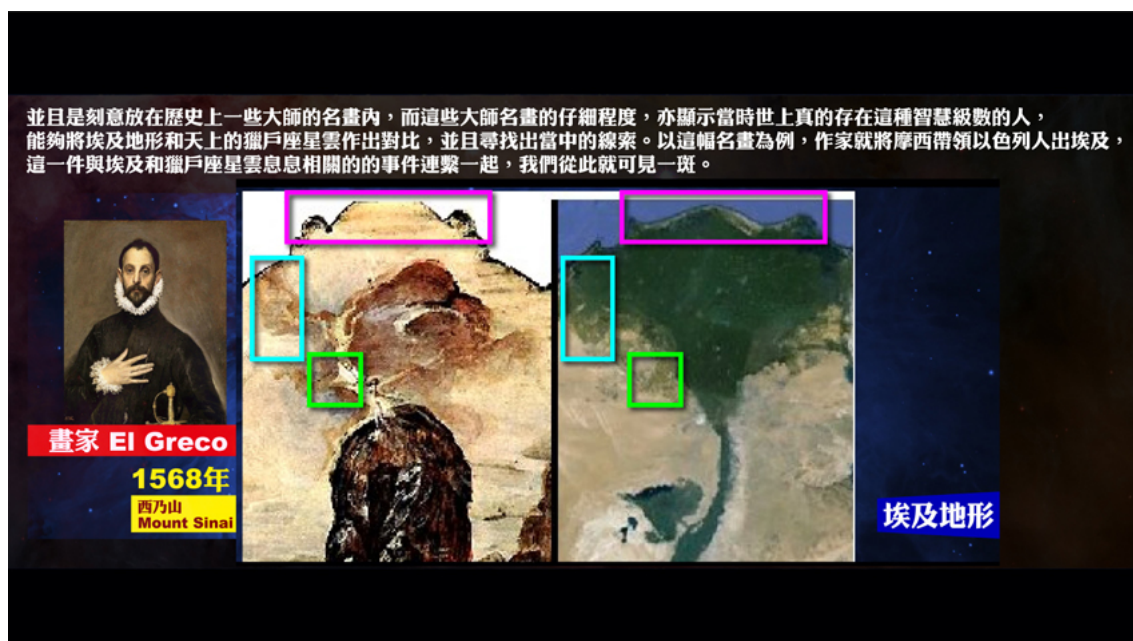 並且是刻意放在歷史上一些大師的名畫內，而這些大師名畫的仔細程度，亦顯示當時世上真的存在這種智慧級數的人，
能夠將埃及地形和天上的獵戶座星雲作出對比，並且尋找出當中的線索。以這幅名畫為例，作家就將摩西帶領以色列人出埃及，
這一件與埃及和獵戶座星雲息息相關的的事件連繫一起，我們從此就可見一斑。
畫家 El Greco
1568年
西乃山
Mount Sinai
埃及地形